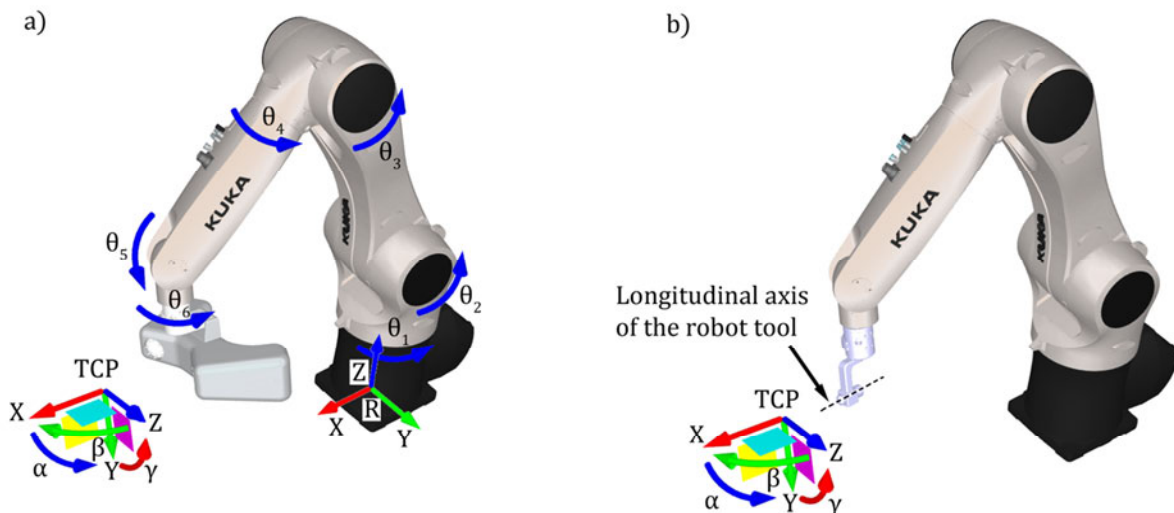 a)
θ₄
θ₃
KUKA
KUKA
θ₅
θ₂
θ₆
θ₁
TCP
Z
X
R
Y
X
Z
β
α
Y
γ
b)
KUKA
KUKA
Longitudinal axis
of the robot tool
TCP
X
Z
β
α
Y
γ